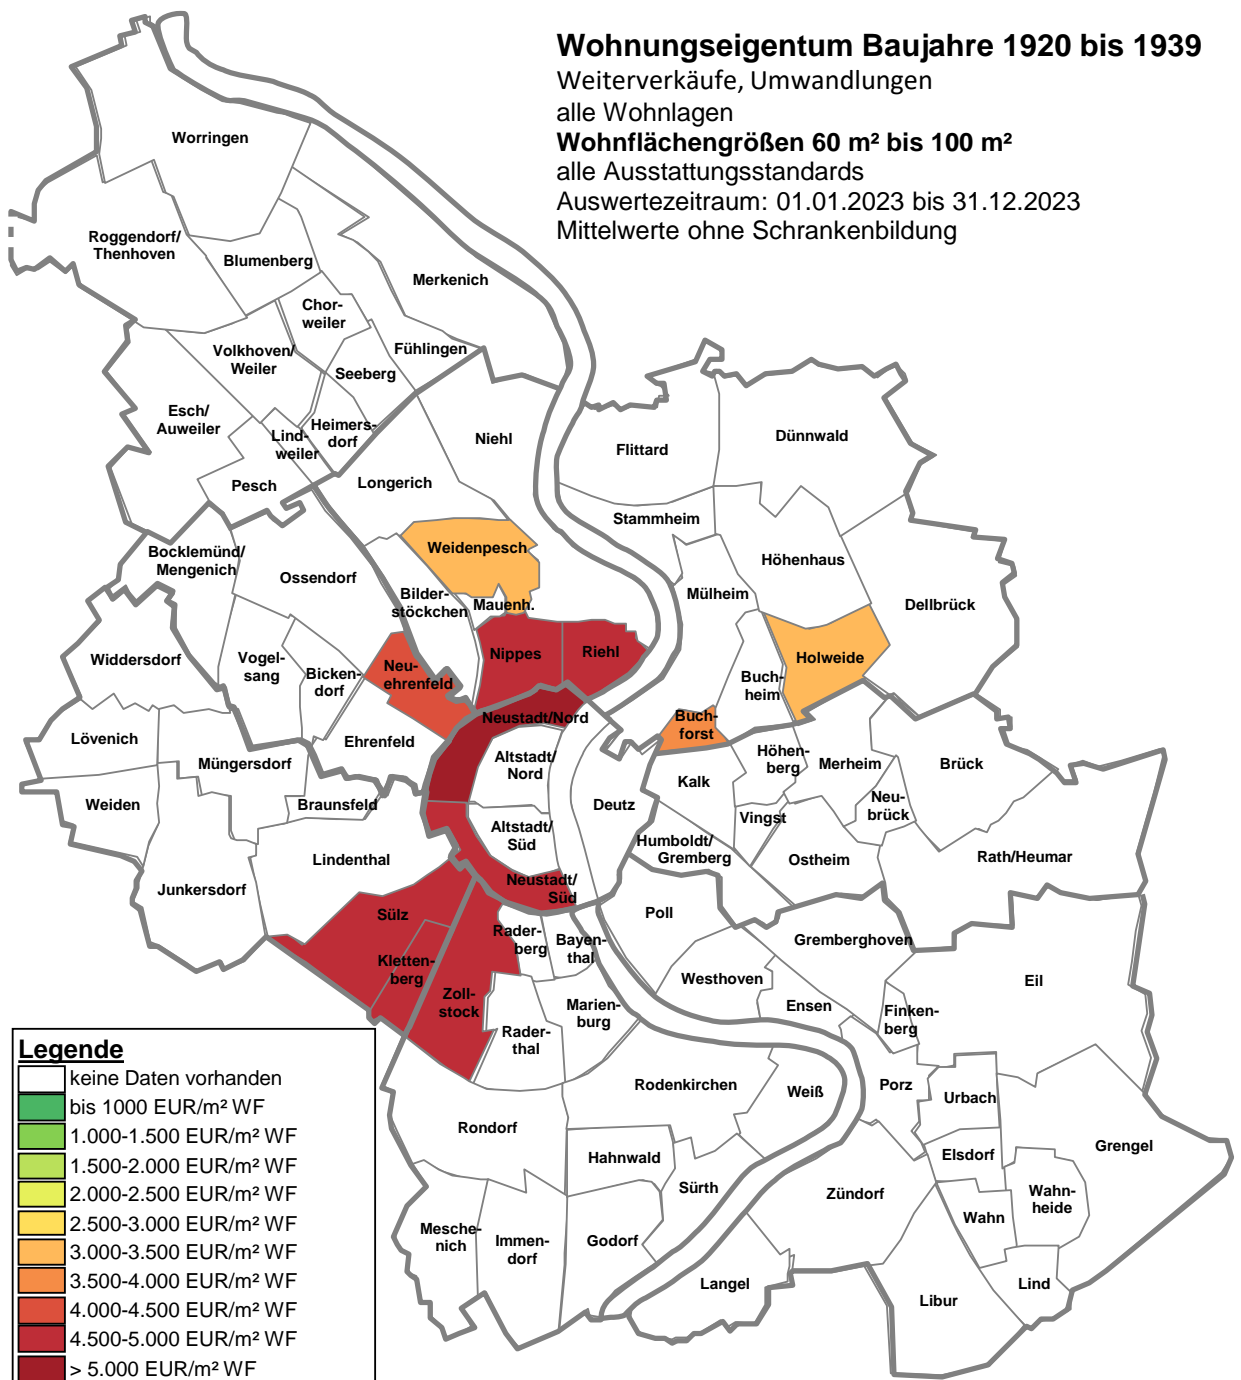 Wohnungseigentum Baujahre 1920 bis 1939
Weiterverkäufe, Umwandlungen
alle Wohnlagen
Wohnflächengrößen 60 m² bis 100 m²
alle Ausstattungsstandards
Auswertezeitraum: 01.01.2023 bis 31.12.2023
Mittelwerte ohne Schrankenbildung
Worringen
Roggendorf/
Thenhoven
Blumenberg
Merkenich
Chor-
weiler
Fühlingen
Volkhoven/
Weiler
Seeberg
Esch/
Auweiler
Lind-
weiler
Heimers-
dorf
Pesch
Niehl
Longerich
Flittard
Dünnwald
Stammheim
Höhenhaus
Bocklemünd/
Mengenich
Ossendorf
Weidenpesch
Bilder-
stöckchen
Mauenh.
Mülheim
Dellbrück
Widdersdorf
Vogel-
sang
Bicken-
dorf
Neu-
ehrenfeld
Nippes
Riehl
Buch-
heim
Holweide
Neustadt/Nord
Buch-
forst
Lövenich
Müngersdorf
Ehrenfeld
Altstadt/
Nord
Kalk
Höhen-
berg
Merheim
Brück
Weiden
Braunsfeld
Deutz
Neu-
brück
Vingst
Altstadt/
Süd
Humboldt/
Gremberg
Ostheim
Rath/Heumar
Lindenthal
Junkersdorf
Neustadt/
Süd
Sülz
Poll
Rader-
berg
Bayen-
thal
Gremberghoven
Kletten-
berg
Westhoven
Eil
Zoll-
stock
Marien-
burg
Ensen
Finken-
berg
Rader-
thal
Rodenkirchen
Weiß
Porz
Urbach
Rondorf
Hahnwald
Elsdorf
Grengel
Sürth
Zündorf
Wahn-
heide
Wahn
Mesche-
nich
Immen-
dorf
Godorf
Langel
Libur
Lind
Legende
keine Daten vorhanden
bis 1000 EUR/m² WF
1.000-1.500 EUR/m² WF
1.500-2.000 EUR/m² WF
2.000-2.500 EUR/m² WF
2.500-3.000 EUR/m² WF
3.000-3.500 EUR/m² WF
3.500-4.000 EUR/m² WF
4.000-4.500 EUR/m² WF
4.500-5.000 EUR/m² WF
> 5.000 EUR/m² WF